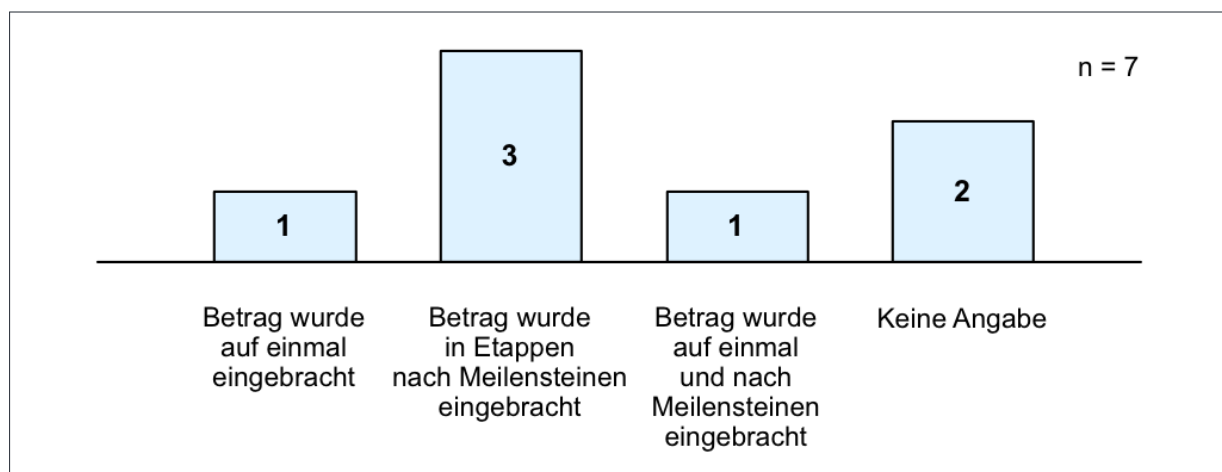 n = 7
3
2
1
1
Betrag wurde
auf einmal
eingebracht
Betrag wurde
in Etappen
nach Meilensteinen
eingebracht
Betrag wurde
auf einmal
und nach
Meilensteinen
eingebracht
Keine Angabe